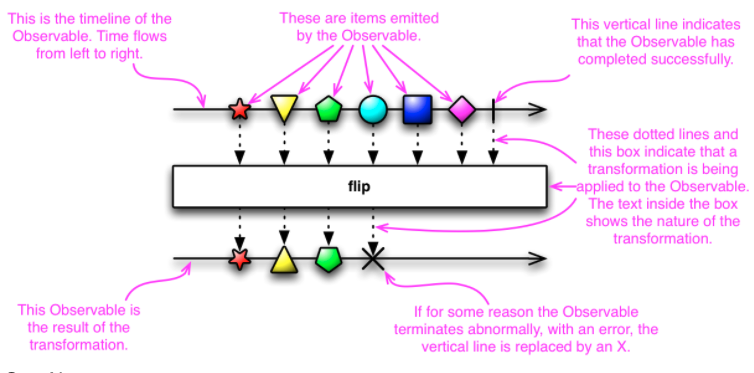 This is the timeline of the
Observable. Time flows
from left to right.
These are items emitted
by the Observable.
This vertical line indicates
that the Observable has
completed successfully.
These dotted lines and
this box indicate that a
transformation is being
applied to the Observable.
The text inside the box
shows the nature of the
transformation.
flip
This Observable is
the result of the
transformation.
If for some reason the Observable
terminates abnormally, with an error, the
vertical line is replaced by an X.